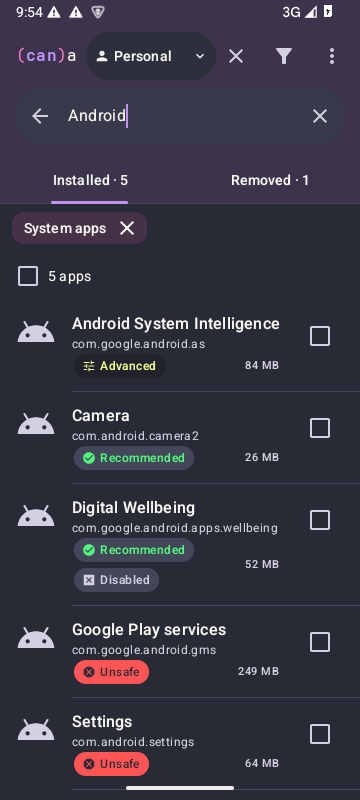 9:54
3G
(can)a
Personal
Android
Installed · 5
Removed · 1
System apps
5 apps
Android System Intelligence
com.google.android.as
Advanced
84 MB
Camera
com.android.camera2
Recommended
26 MB
Digital Wellbeing
com.google.android.apps.wellbeing
Recommended
52 MB
Disabled
Google Play services
com.google.android.gms
Unsafe
249 MB
Settings
com.android.settings
Unsafe
64 MB